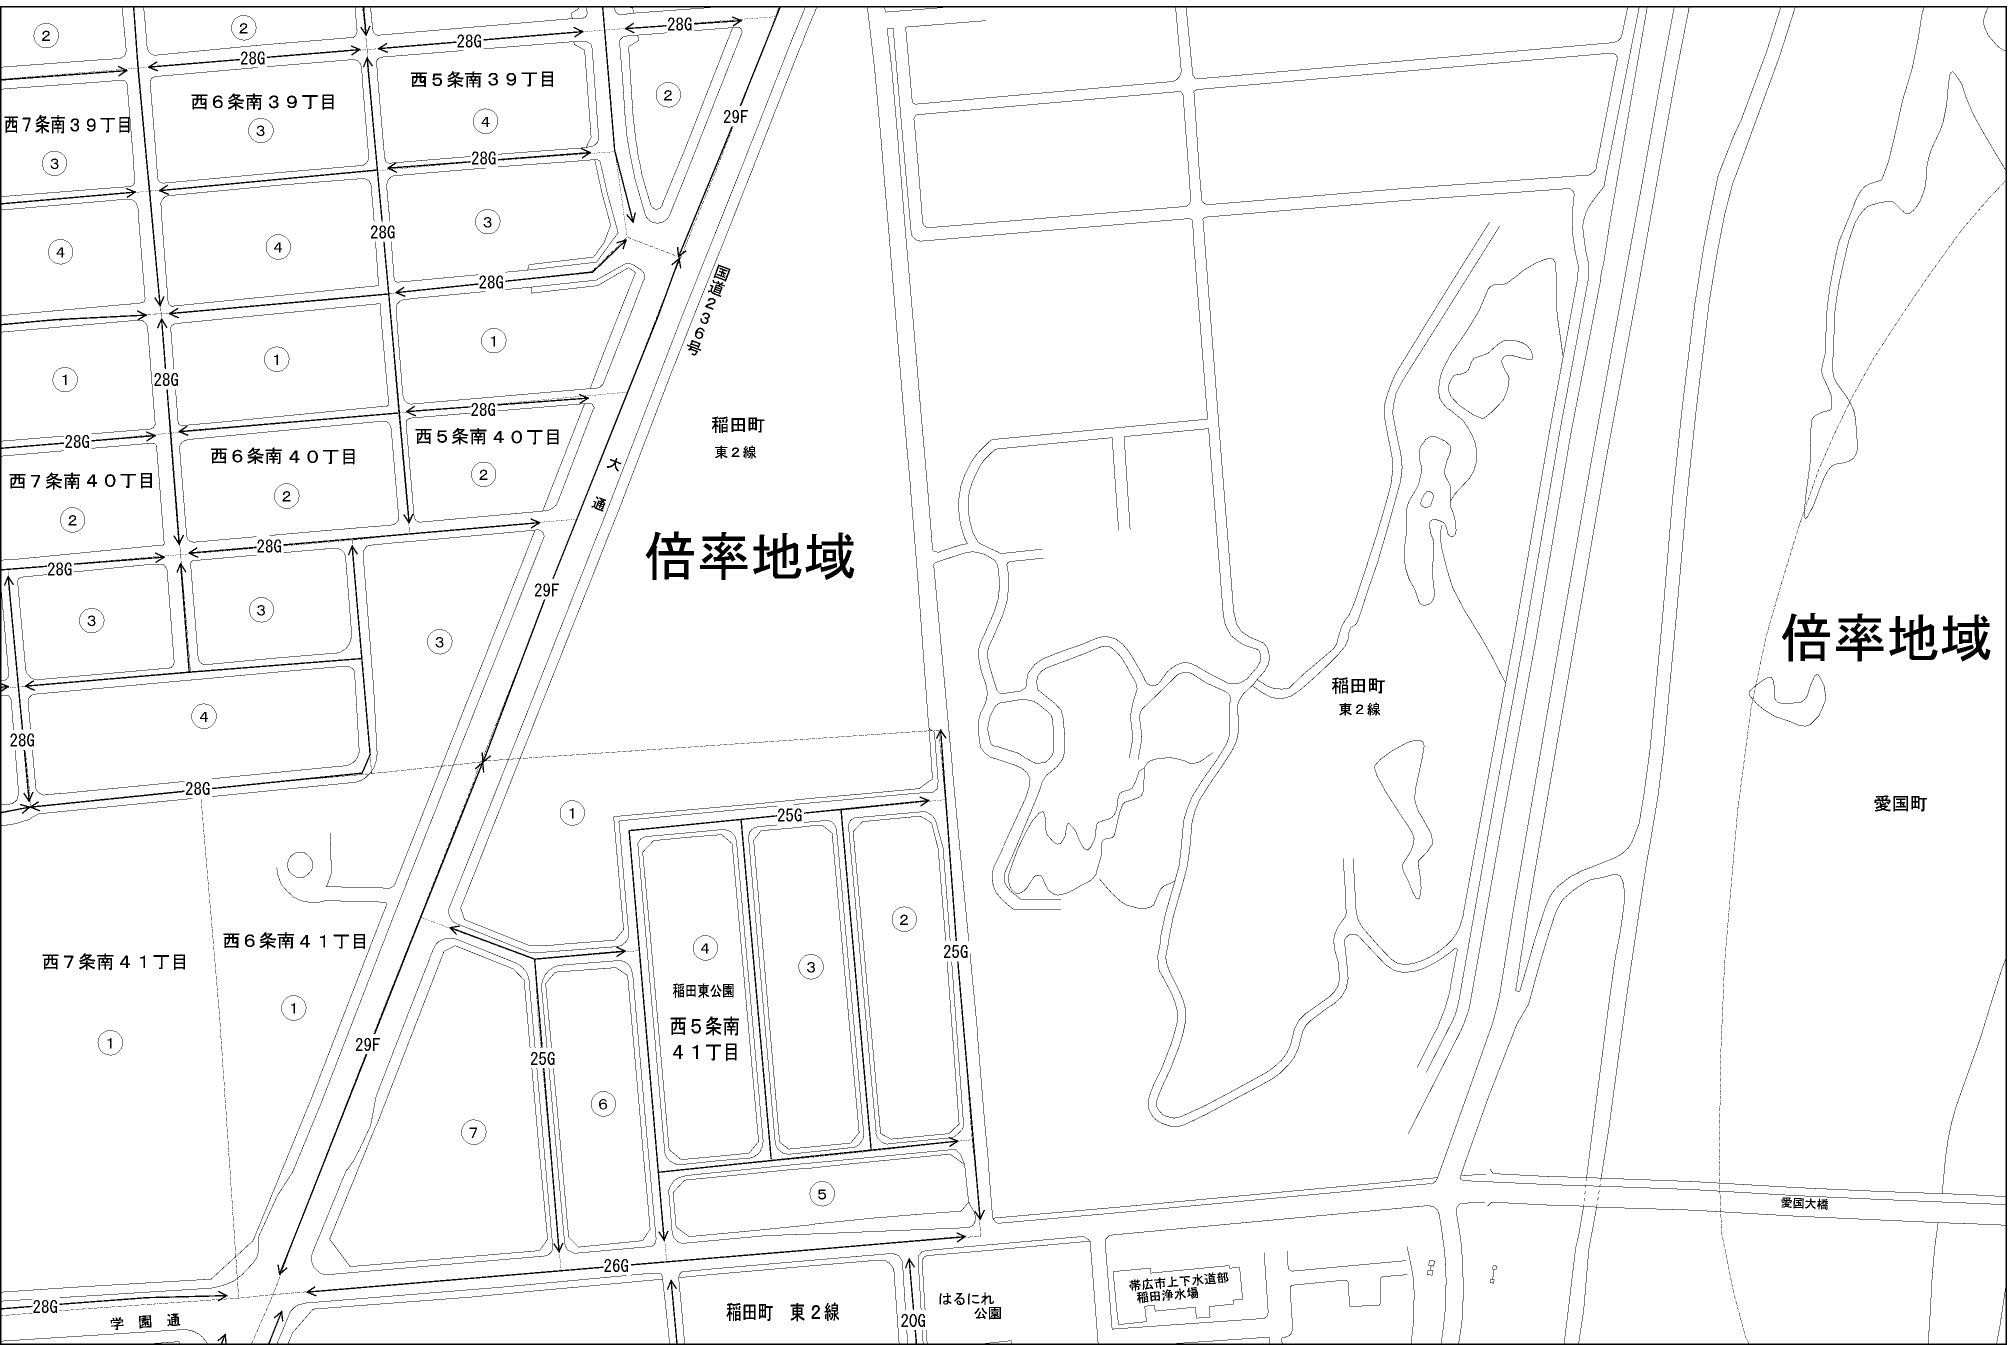 ②
②
28G
28G
28G
西５条南３９丁目
西６条南３９丁目
②
④
29F
西７条南３９丁目
③
③
28G
③
28G
④
④
国道２３６号
28G
①
①
①
28G
28G
稲田町
東２線
西５条南４０丁目
28G
西６条南４０丁目
大通
②
西７条南４０丁目
②
②
倍率地域
28G
28G
29F
③
③
③
倍率地域
稲田町
東２線
④
28G
28G
愛国町
①
25G
②
西６条南４１丁目
④
25G
西７条南４１丁目
③
稲田東公園
①
西５条南
４１丁目
①
29F
25G
⑥
⑦
⑤
愛国大橋
26G
帯広市上下水道部
稲田浄水場
28G
はるにれ
公園
稲田町　東２線
学園通
20G